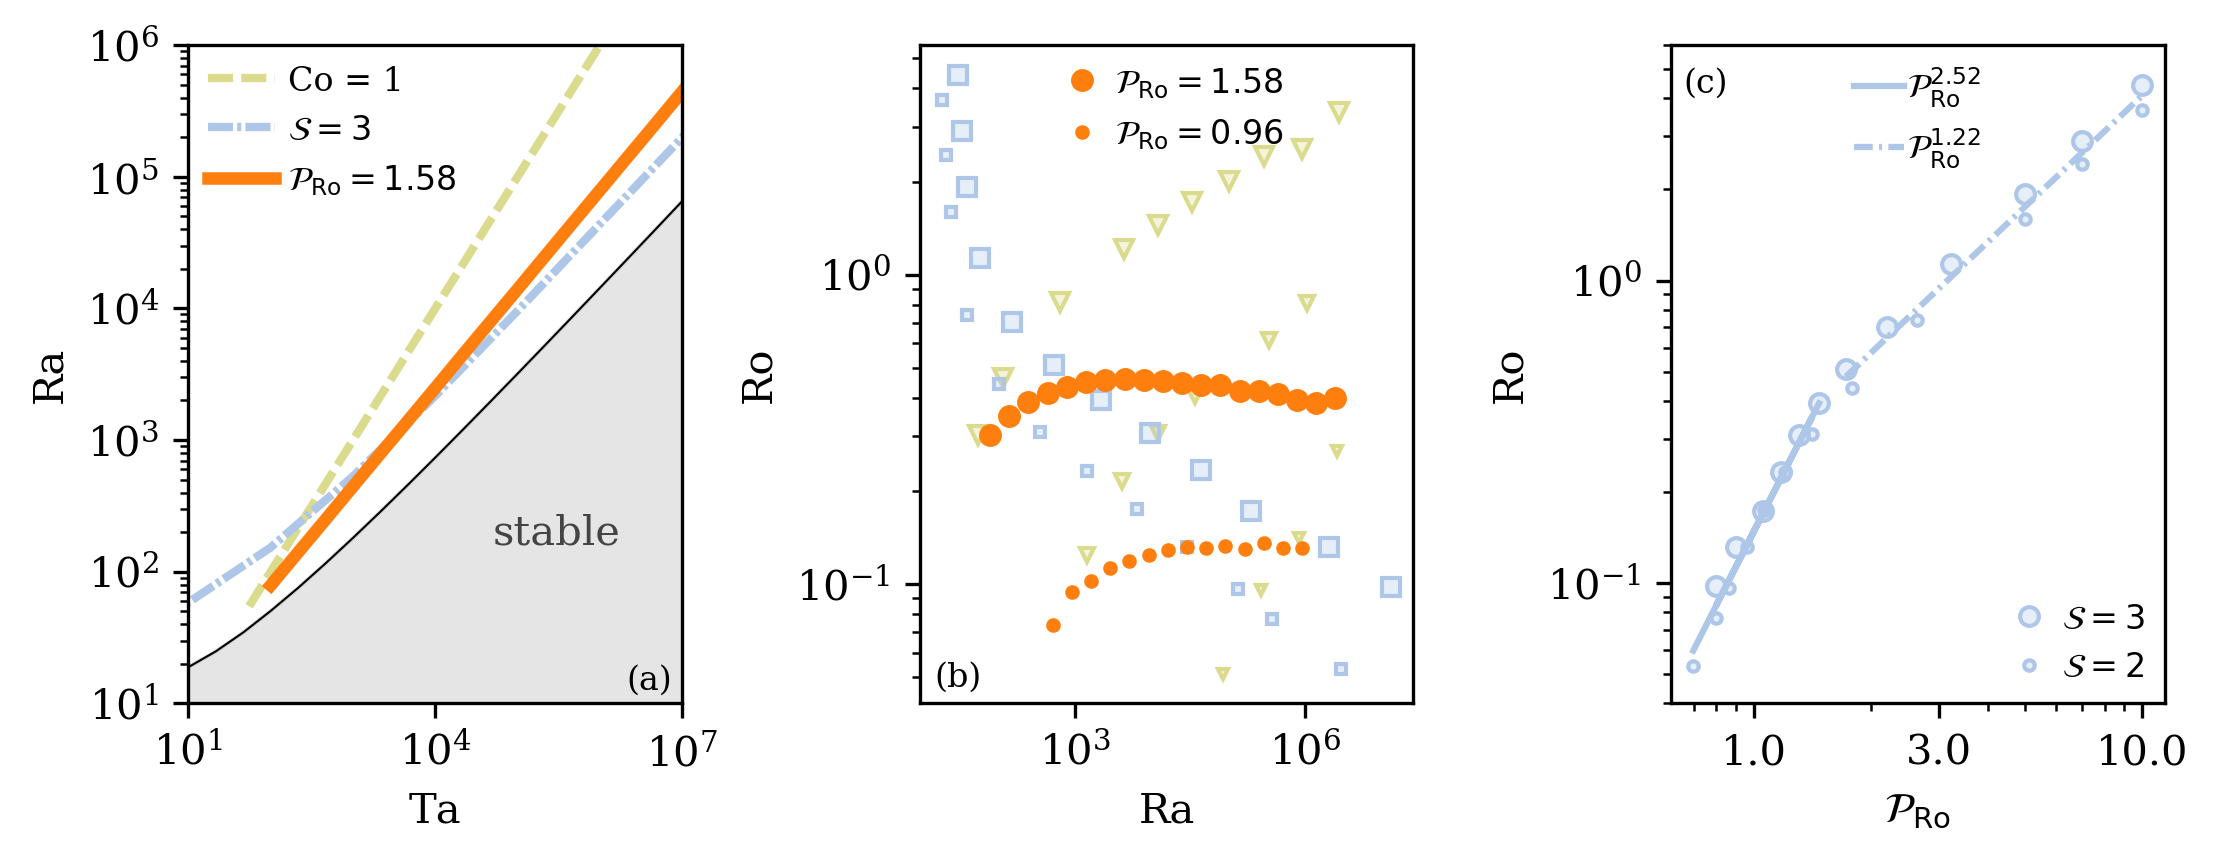 10^6
10^5
10^4
10^3
10^2
10^1
Ra
Co = 1
𝒮 = 3
𝒫_Ro = 1.58
stable
(a)
10^1
10^4
10^7
Ta
10^0
10^-1
Ro
𝒫_Ro = 1.58
𝒫_Ro = 0.96
(b)
10^3
10^6
Ra
10^0
10^-1
Ro
(c)
𝒫_Ro^2.52
𝒫_Ro^1.22
𝒮 = 3
𝒮 = 2
1.0
3.0
10.0
𝒫_Ro